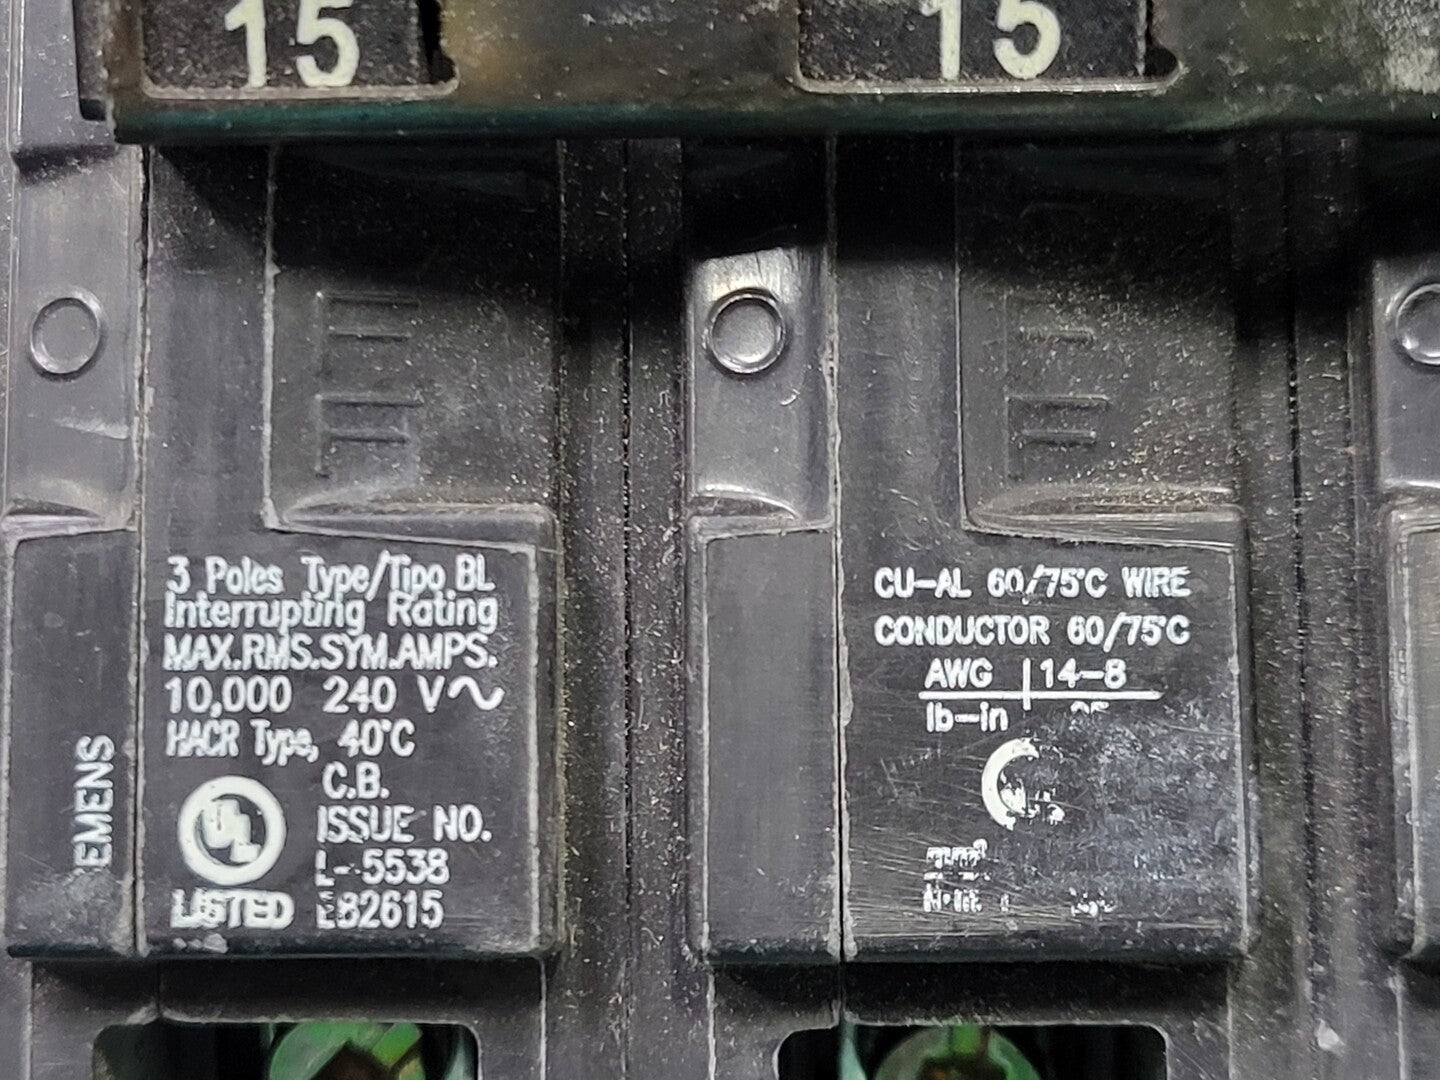 15
15
3 Poles Type/Tipo BL
Interrupting Rating
MAX.RMS.SYM.AMPS.
10,000 240 V~
HACR Type, 40°C
C.B.
UL
ISSUE NO.
L-5538
LISTED
EMENS
CU-AL 60/75°C WIRE
CONDUCTOR 60/75°C
AWG 14-8
lb-in